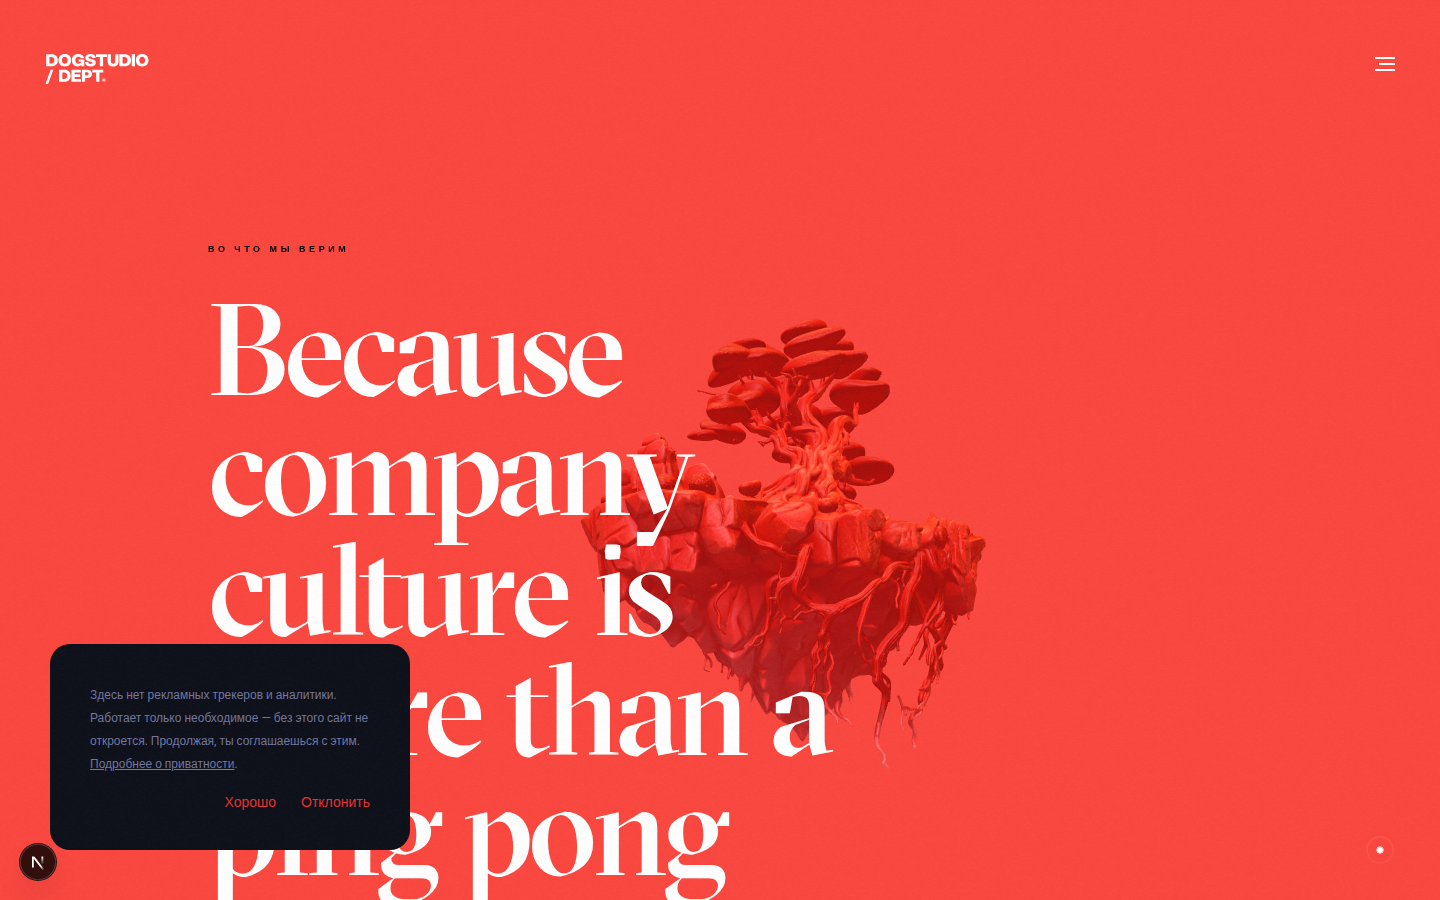 DOGSTUDIO
/ DEPT.
ВО ЧТО МЫ ВЕРИМ
Because
company
culture is
re than a
ping pong
Здесь нет рекламных трекеров и аналитики.
Работает только необходимое — без этого сайт не
откроется. Продолжая, ты соглашаешься с этим.
Подробнее о приватности.
Хорошо Отклонить
N